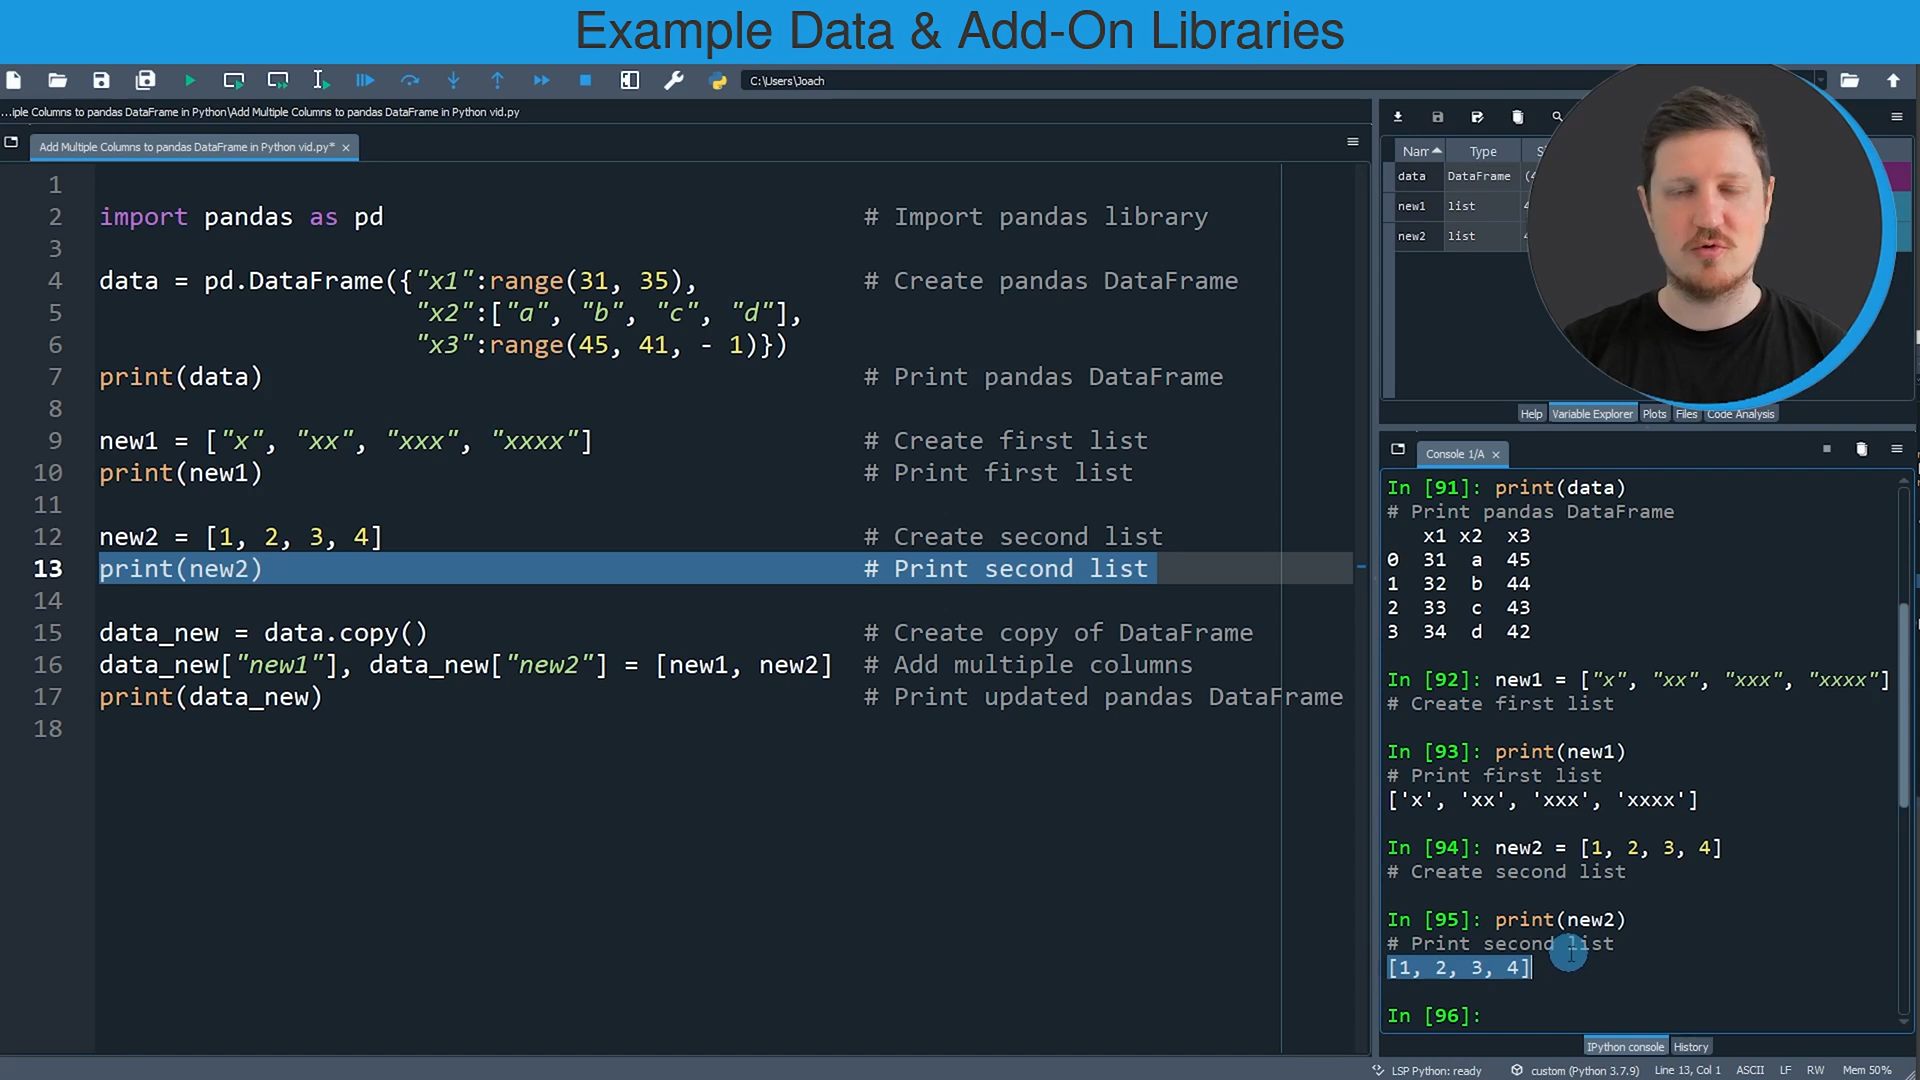 Example Data & Add-On Libraries
C:\Users\Joach
...iple Columns to pandas DataFrame in Python\Add Multiple Columns to pandas DataFrame in Python vid.py
Add Multiple Columns to pandas DataFrame in Python vid.py*
1
2 import pandas as pd # Import pandas library
3
4 data = pd.DataFrame({"x1":range(31, 35), # Create pandas DataFrame
5 "x2":["a", "b", "c", "d"],
6 "x3":range(45, 41, - 1)})
7 print(data) # Print pandas DataFrame
8
9 new1 = ["x", "xx", "xxx", "xxxx"] # Create first list
10 print(new1) # Print first list
11
12 new2 = [1, 2, 3, 4] # Create second list
13 print(new2) # Print second list
14
15 data_new = data.copy() # Create copy of DataFrame
16 data_new["new1"], data_new["new2"] = [new1, new2] # Add multiple columns
17 print(data_new) # Print updated pandas DataFrame
18
Nam Type
data DataFrame (4
new1 list 4
new2 list 4
Help Variable Explorer Plots Files Code Analysis
Console 1/A
In [91]: print(data)
# Print pandas DataFrame
x1 x2 x3
0 31 a 45
1 32 b 44
2 33 c 43
3 34 d 42
In [92]: new1 = ["x", "xx", "xxx", "xxxx"]
# Create first list
In [93]: print(new1)
# Print first list
['x', 'xx', 'xxx', 'xxxx']
In [94]: new2 = [1, 2, 3, 4]
# Create second list
In [95]: print(new2)
# Print second list
[1, 2, 3, 4]
In [96]:
IPython console History
LSP Python: ready custom (Python 3.7.9) Line 13, Col 1 ASCII LF RW Mem 50%